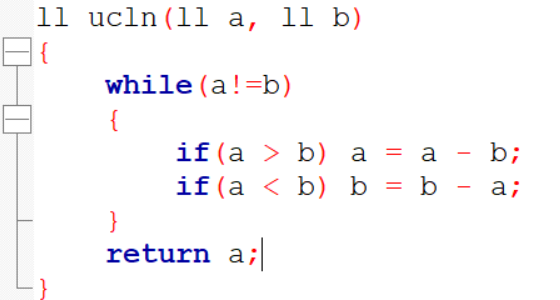 ll ucln(ll a, ll b)
{
while(a!=b)
{
if(a > b) a = a - b;
if(a < b) b = b - a;
}
return a;
}